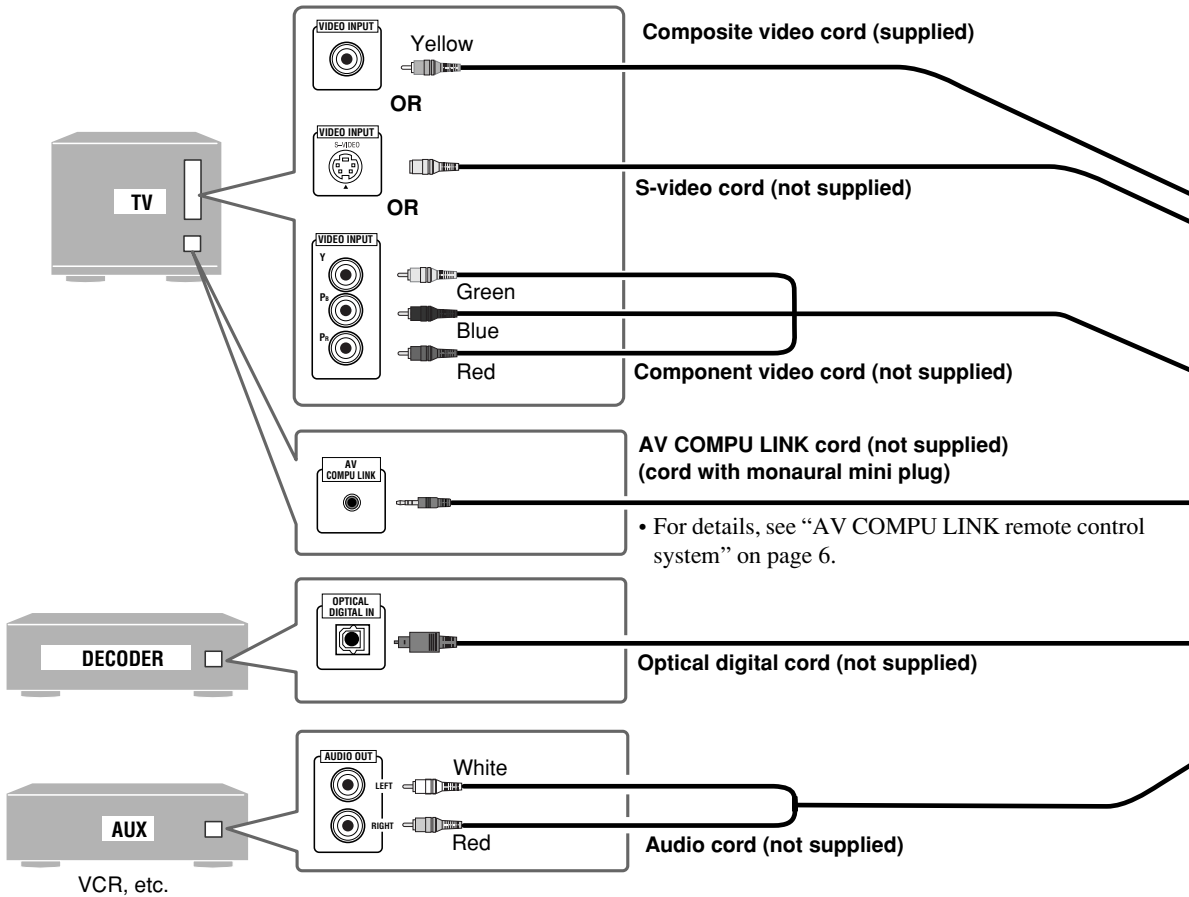 VIDEO INPUT
Yellow
Composite video cord (supplied)
OR
VIDEO INPUT
S-VIDEO
S-video cord (not supplied)
OR
TV
VIDEO INPUT
Y
PB
PR
Green
Blue
Red
Component video cord (not supplied)
AV
COMPU LINK
AV COMPU LINK cord (not supplied)
(cord with monaural mini plug)
• For details, see “AV COMPU LINK remote control
system” on page 6.
OPTICAL
DIGITAL IN
DECODER
Optical digital cord (not supplied)
AUDIO OUT
LEFT
RIGHT
White
Red
Audio cord (not supplied)
AUX
VCR, etc.